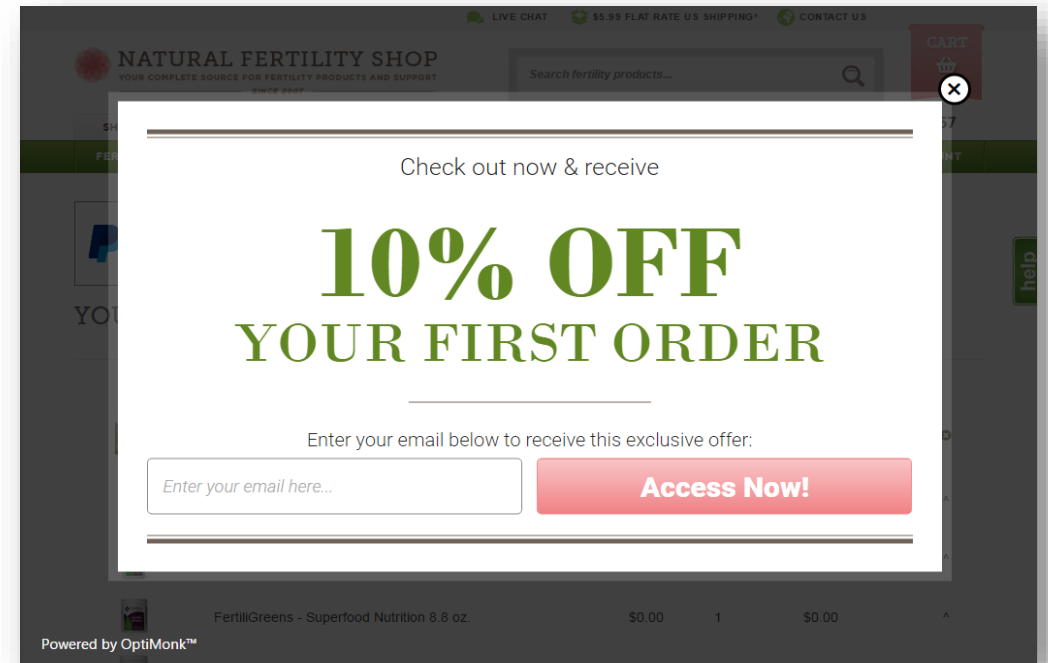 LIVE CHAT $5.99 FLAT RATE US SHIPPING* CONTACT US
NATURAL FERTILITY SHOP
YOUR COMPLETE SOURCE FOR FERTILITY PRODUCTS AND SUPPORT
SINCE 2007
Search fertility products...
CART
Check out now & receive
10% OFF
YOUR FIRST ORDER
help
Enter your email below to receive this exclusive offer:
Enter your email here...
Access Now!
FertiliGreens - Superfood Nutrition 8.8 oz. $0.00 1 $0.00
Powered by OptiMonk™